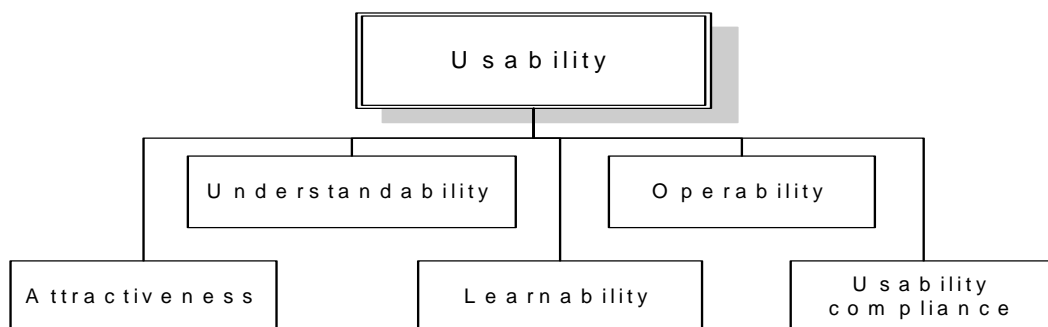 Usability
Understandability
Operability
Attractiveness
Learnability
Usability
compliance